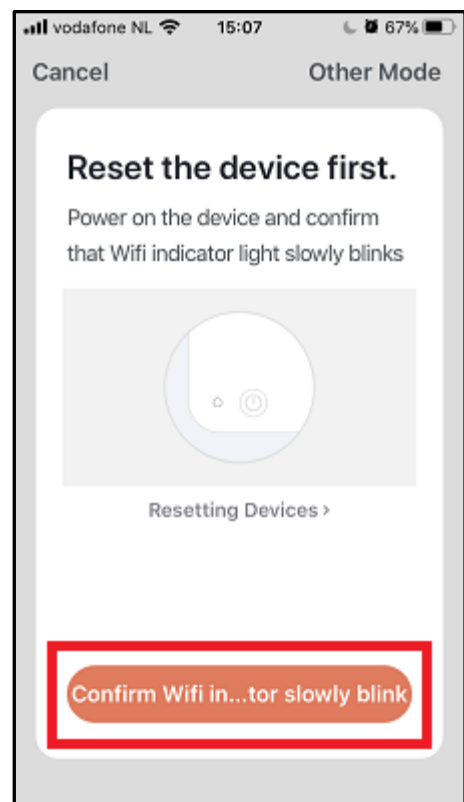 vodafone NL 15:07 67%
Cancel Other Mode
Reset the device first.
Power on the device and confirm
that Wifi indicator light slowly blinks
Resetting Devices >
Confirm Wifi in...tor slowly blink